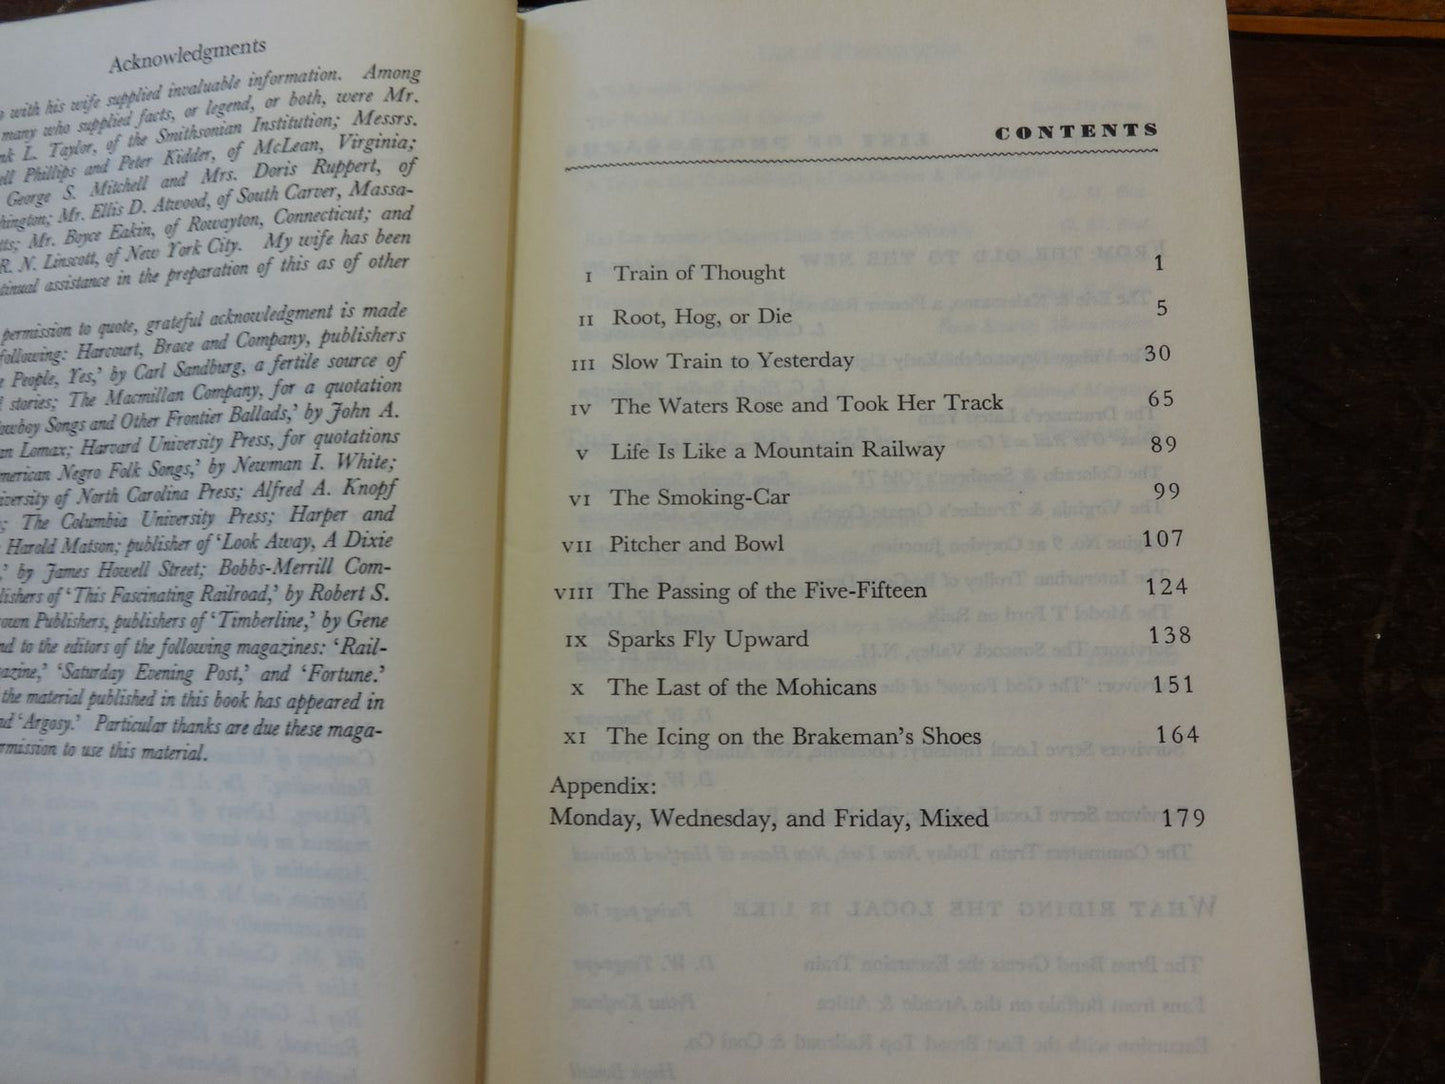 Acknowledgments
with his wife supplied invaluable information. Among
many who supplied facts, or legend, or both, were Mr.
L. Taylor, of the Smithsonian Institution; Messrs.
Phillips and Peter Kidder, of McLean, Virginia;
George S. Mitchell and Mrs. Doris Ruppert, of
Mr. Ellis D. Atwood, of South Carver, Massa-
Mr. Boyce Eakin, of Rowayton, Connecticut; and
R. N. Linscott, of New York City. My wife has been
assistance in the preparation of this as of other
permission to quote, grateful acknowledgment is made
following: Harcourt, Brace and Company, publishers
People, Yes,' by Carl Sandburg, a fertile source of
stories; The Macmillan Company, for a quotation
Songs and Other Frontier Ballads,' by John A.
Lomax; Harvard University Press, for quotations
Negro Folk Songs,' by Newman I. White;
of North Carolina Press; Alfred A. Knopf
The Columbia University Press; Harper and
Harold Matson; publisher of 'Look Away, A Dixie
by James Howell Street; Bobbs-Merrill Com-
of 'This Fascinating Railroad,' by Robert S.
Publishers, publishers of 'Timberline,' by Gene
to the editors of the following magazines: 'Rail-
'Saturday Evening Post,' and 'Fortune.'
the material published in this book has appeared in
'Argosy.' Particular thanks are due these maga-
to use this material.
CONTENTS
I Train of Thought 1
II Root, Hog, or Die 5
III Slow Train to Yesterday 30
IV The Waters Rose and Took Her Track 65
V Life Is Like a Mountain Railway 89
VI The Smoking-Car 99
VII Pitcher and Bowl 107
VIII The Passing of the Five-Fifteen 124
IX Sparks Fly Upward 138
X The Last of the Mohicans 151
XI The Icing on the Brakeman's Shoes 164
Appendix:
Monday, Wednesday, and Friday, Mixed 179